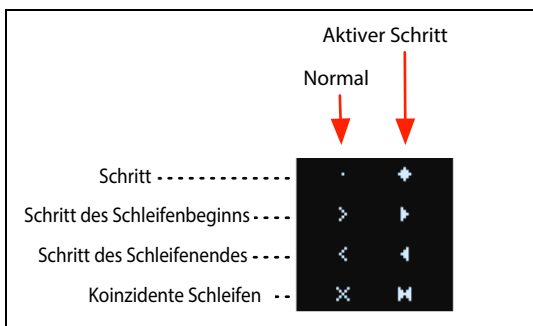 Aktiver Schritt
Normal
Schritt
Schritt des Schleifenbeginns
Schritt des Schleifenendes
Koinzidente Schleifen